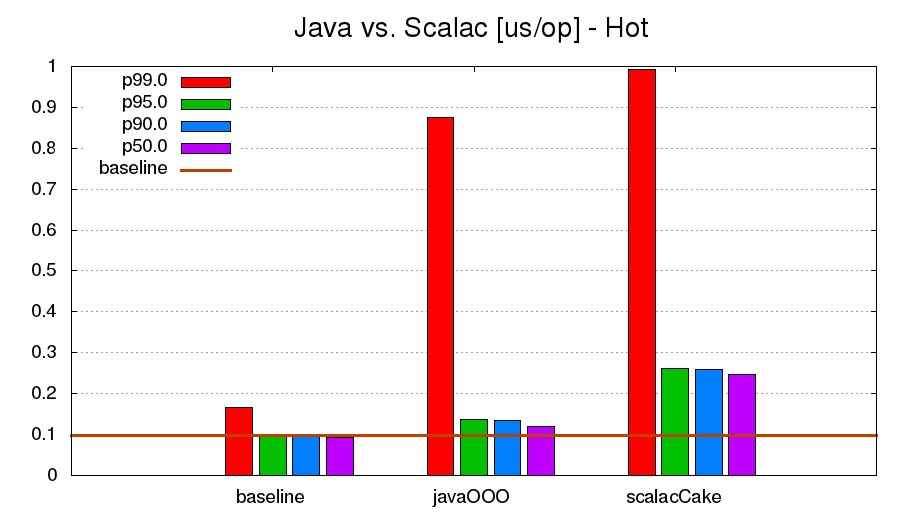 Java vs. Scalac [us/op] - Hot
1
0.9
0.8
0.7
0.6
0.5
0.4
0.3
0.2
0.1
0
p99.0
p95.0
p90.0
p50.0
baseline
baseline
javaOOO
scalacCake